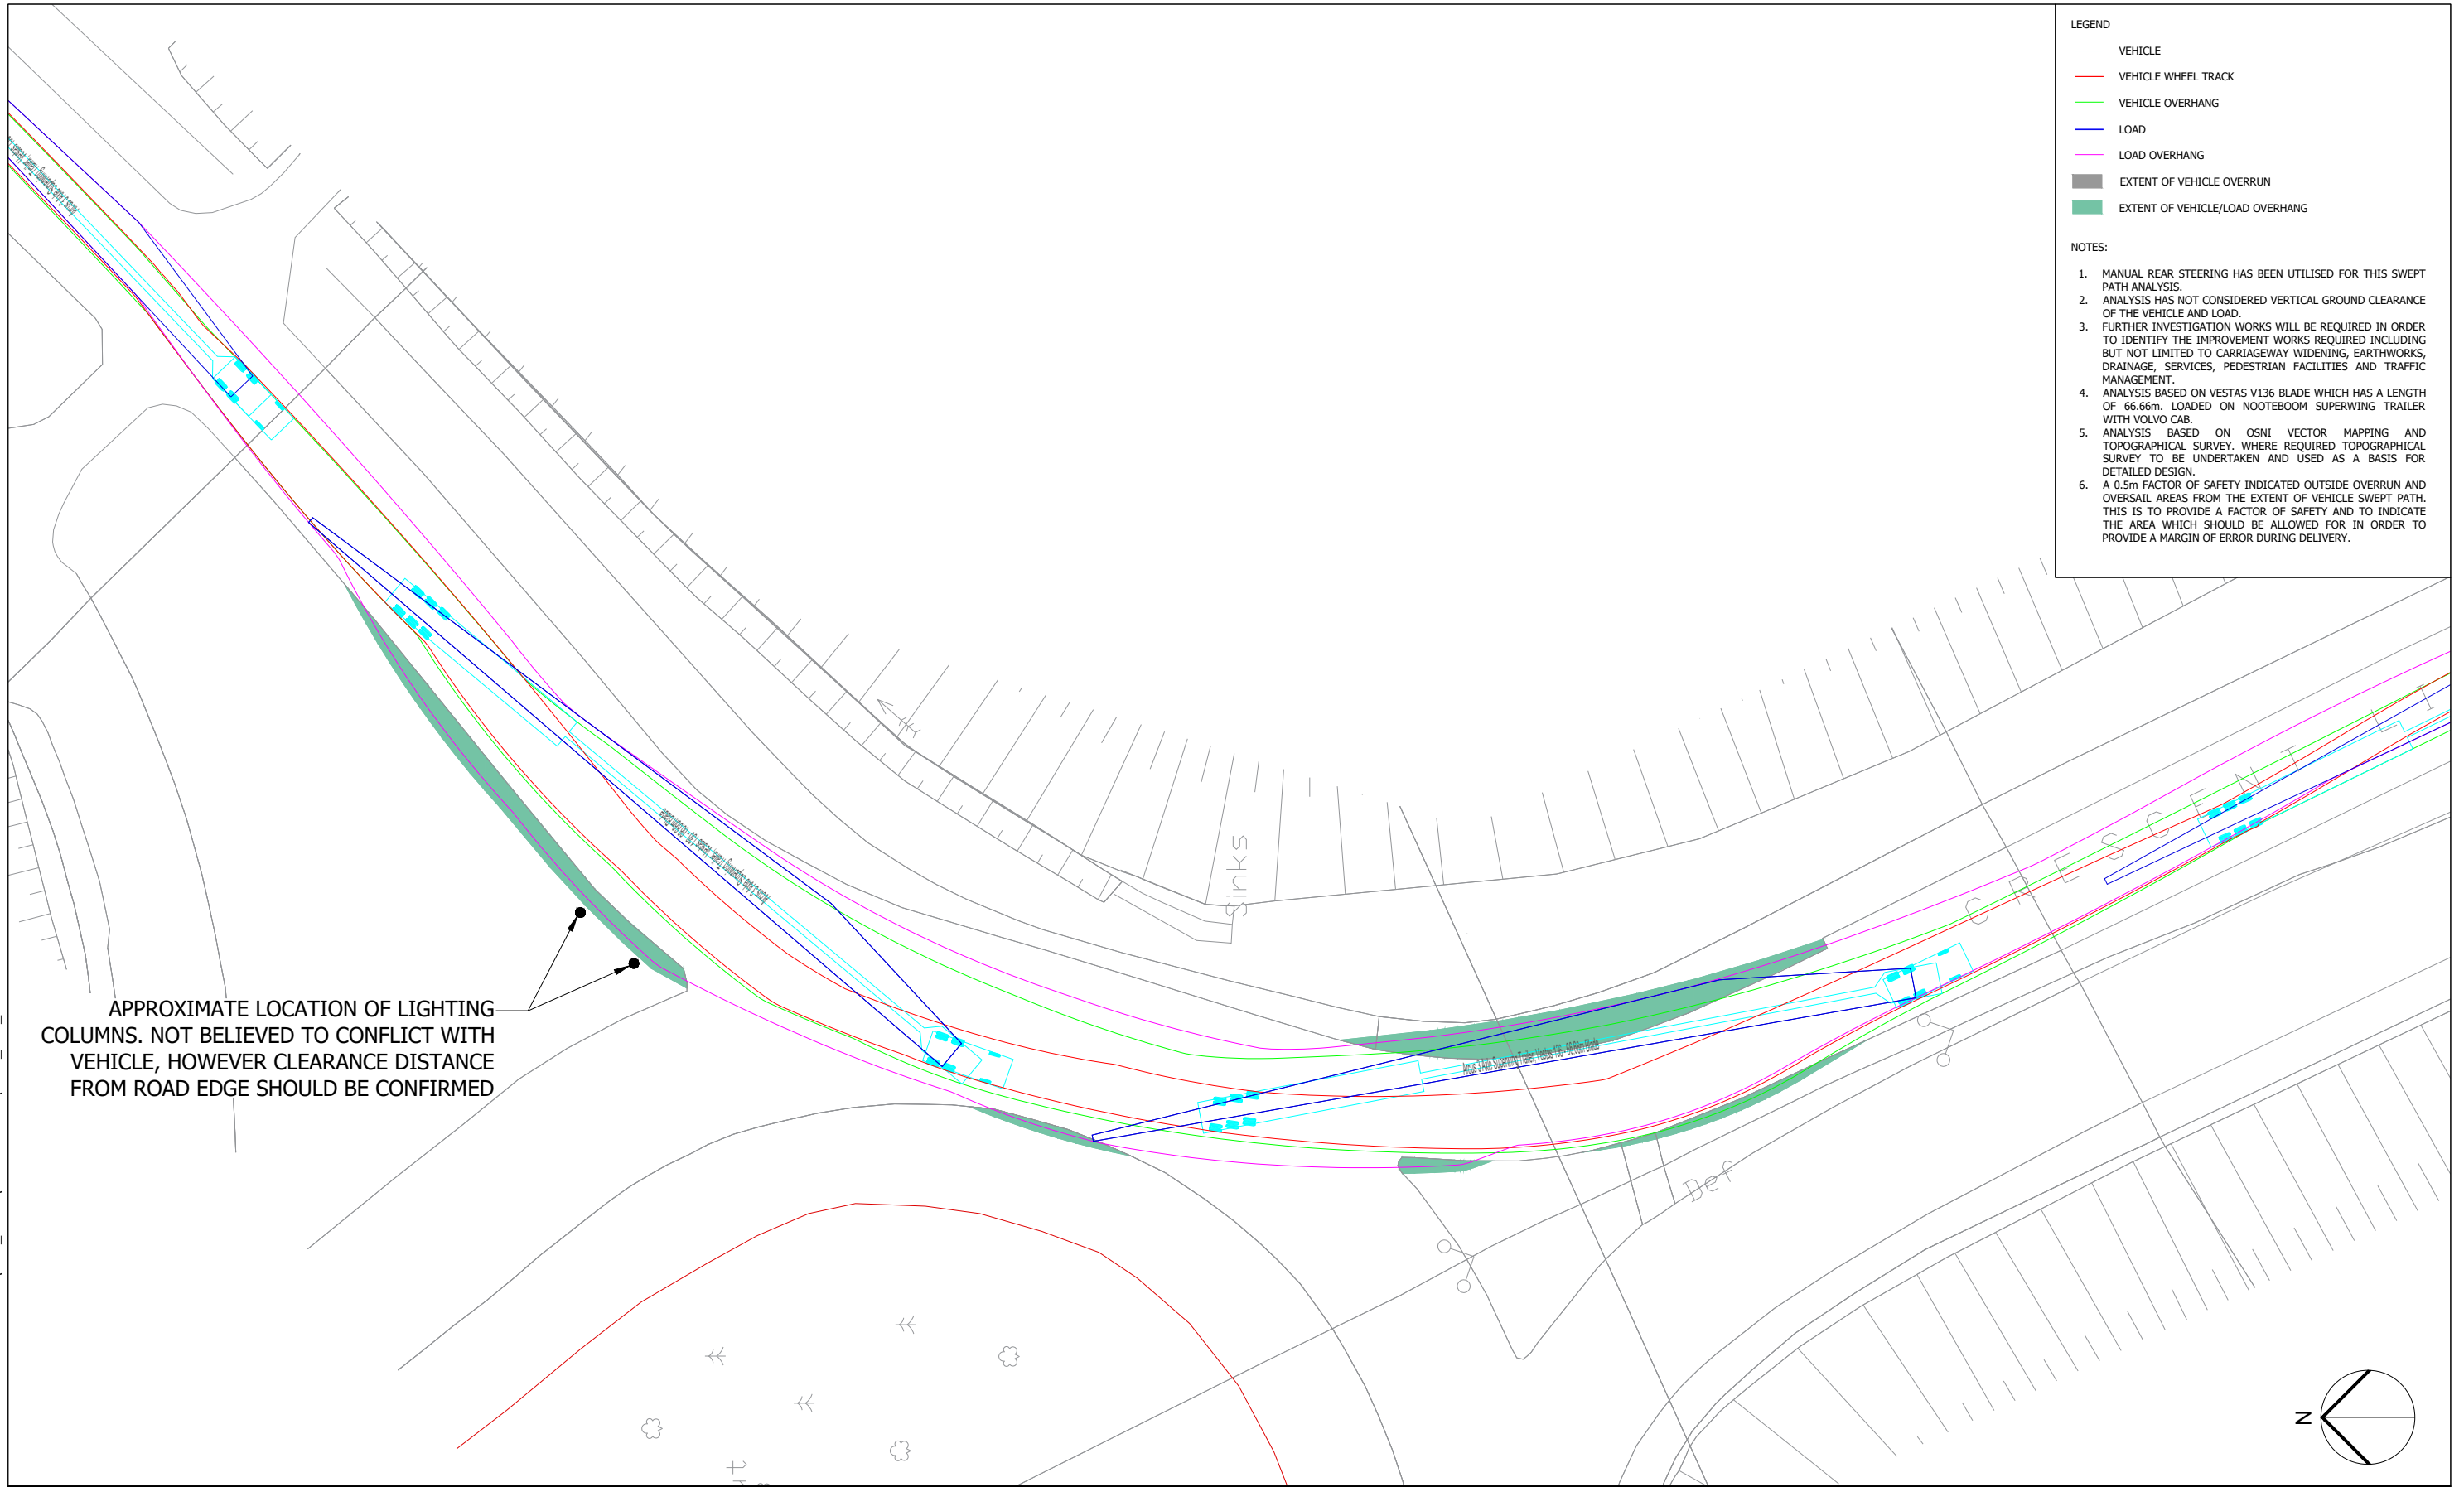 LEGEND
VEHICLE
VEHICLE WHEEL TRACK
VEHICLE OVERHANG
LOAD
LOAD OVERHANG
EXTENT OF VEHICLE OVERRUN
EXTENT OF VEHICLE/LOAD OVERHANG
NOTES:
1. MANUAL REAR STEERING HAS BEEN UTILISED FOR THIS SWEPT
PATH ANALYSIS.
2. ANALYSIS HAS NOT CONSIDERED VERTICAL GROUND CLEARANCE
OF THE VEHICLE AND LOAD.
3. FURTHER INVESTIGATION WORKS WILL BE REQUIRED IN ORDER
TO IDENTIFY THE IMPROVEMENT WORKS REQUIRED INCLUDING
BUT NOT LIMITED TO CARRIAGEWAY WIDENING, EARTHWORKS,
DRAINAGE, SERVICES, PEDESTRIAN FACILITIES AND TRAFFIC
MANAGEMENT.
4. ANALYSIS BASED ON VESTAS V136 BLADE WHICH HAS A LENGTH
OF 66.66m. LOADED ON NOOTEBOOM SUPERWING TRAILER
WITH VOLVO CAB.
5. ANALYSIS BASED ON OSNI VECTOR MAPPING AND
TOPOGRAPHICAL SURVEY. WHERE REQUIRED TOPOGRAPHICAL
SURVEY TO BE UNDERTAKEN AND USED AS A BASIS FOR
DETAILED DESIGN.
6. A 0.5m FACTOR OF SAFETY INDICATED OUTSIDE OVERRUN AND
OVERSAIL AREAS FROM THE EXTENT OF VEHICLE SWEPT PATH.
THIS IS TO PROVIDE A FACTOR OF SAFETY AND TO INDICATE
THE AREA WHICH SHOULD BE ALLOWED FOR IN ORDER TO
PROVIDE A MARGIN OF ERROR DURING DELIVERY.
Sinks
CRESCENT LI
APPROXIMATE LOCATION OF LIGHTING
COLUMNS. NOT BELIEVED TO CONFLICT WITH
VEHICLE, HOWEVER CLEARANCE DISTANCE
FROM ROAD EDGE SHOULD BE CONFIRMED
Def
N